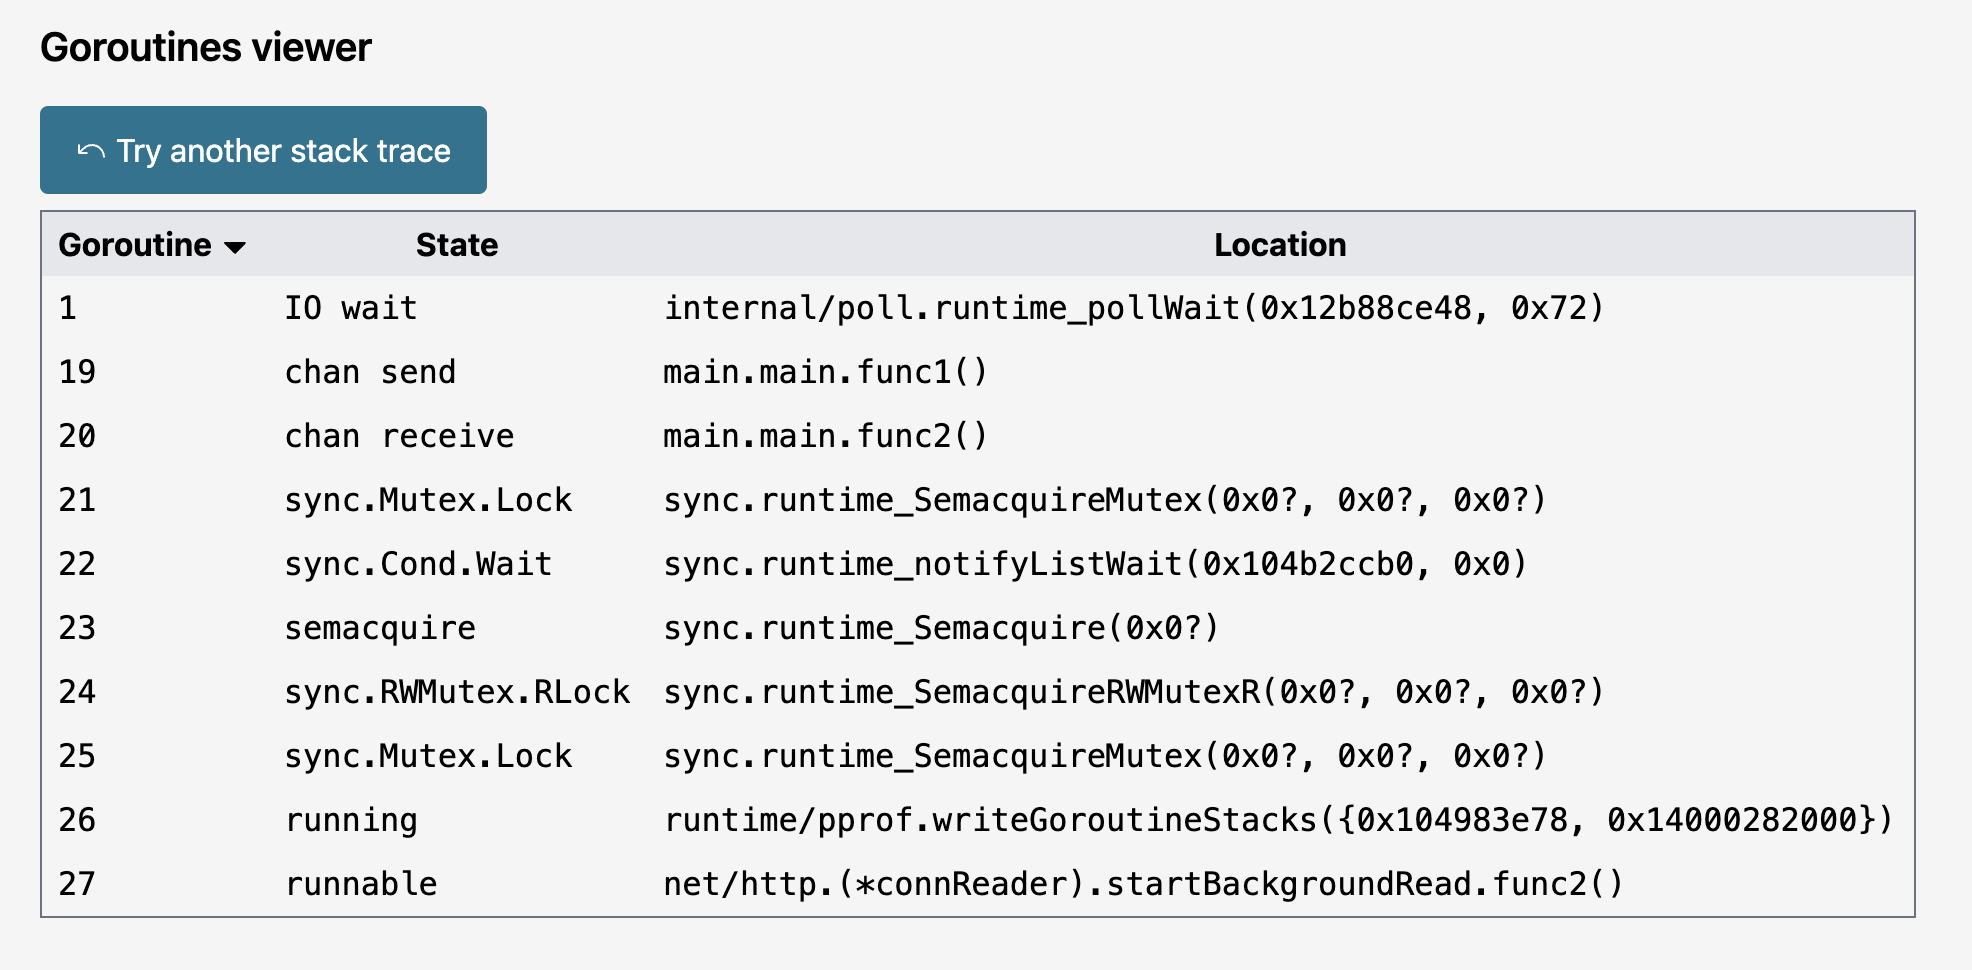 Goroutines viewer
Try another stack trace
Goroutine State Location
1 IO wait internal/poll.runtime_pollWait(0x12b88ce48, 0x72)
19 chan send main.main.func1()
20 chan receive main.main.func2()
21 sync.Mutex.Lock sync.runtime_SemacquireMutex(0x0?, 0x0?, 0x0?)
22 sync.Cond.Wait sync.runtime_notifyListWait(0x104b2ccb0, 0x0)
23 semacquire sync.runtime_Semacquire(0x0?)
24 sync.RWMutex.RLock sync.runtime_SemacquireRWMutexR(0x0?, 0x0?, 0x0?)
25 sync.Mutex.Lock sync.runtime_SemacquireMutex(0x0?, 0x0?, 0x0?)
26 running runtime/pprof.writeGoroutineStacks({0x104983e78, 0x14000282000})
27 runnable net/http.(*connReader).startBackgroundRead.func2()